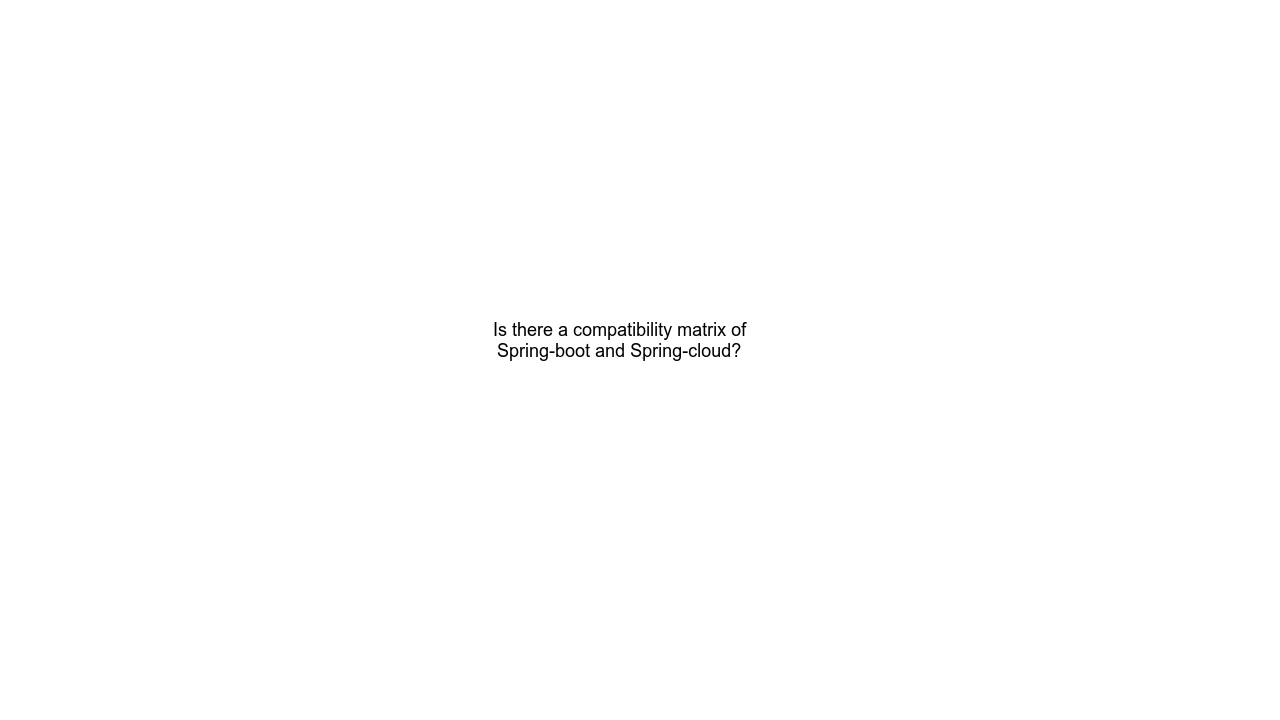 Is there a compatibility matrix of
Spring-boot and Spring-cloud?